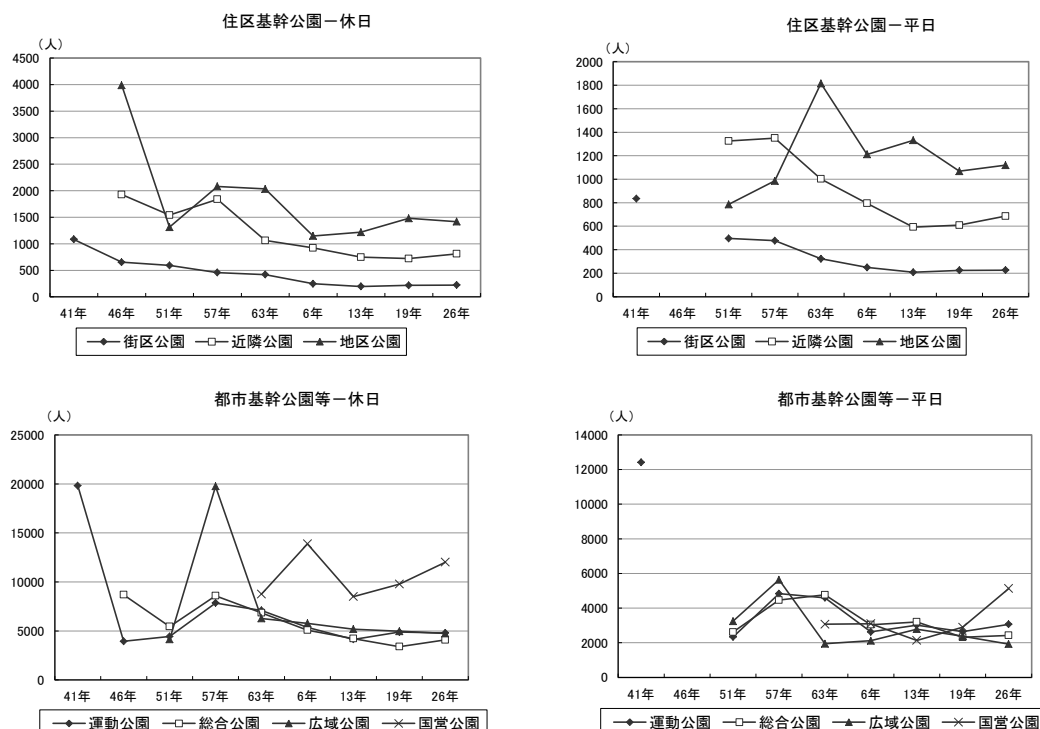 住区基幹公園－休日
（人）
4500
4000
3500
3000
2500
2000
1500
1000
500
0
41年 46年 51年 57年 63年 6年 13年 19年 26年
街区公園 近隣公園 地区公園
住区基幹公園－平日
（人）
2000
1800
1600
1400
1200
1000
800
600
400
200
0
41年 46年 51年 57年 63年 6年 13年 19年 26年
街区公園 近隣公園 地区公園
都市基幹公園等－休日
（人）
25000
20000
15000
10000
5000
0
41年 46年 51年 57年 63年 6年 13年 19年 26年
運動公園 総合公園 広域公園 国営公園
都市基幹公園等－平日
（人）
14000
12000
10000
8000
6000
4000
2000
0
41年 46年 51年 57年 63年 6年 13年 19年 26年
運動公園 総合公園 広域公園 国営公園